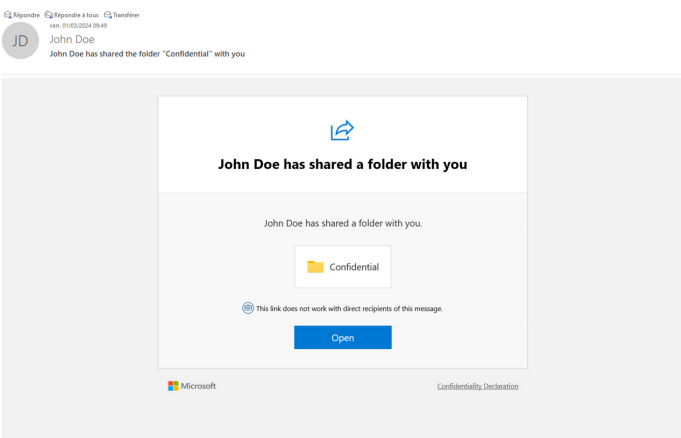 Répondre Répondre à tous Transférer
ven. 01/03/2024 09:49
JD
John Doe
John Doe has shared the folder "Confidential" with you
John Doe has shared a folder with you
John Doe has shared a folder with you.
Confidential
This link does not work with direct recipients of this message.
Open
Microsoft Confidentiality Declaration